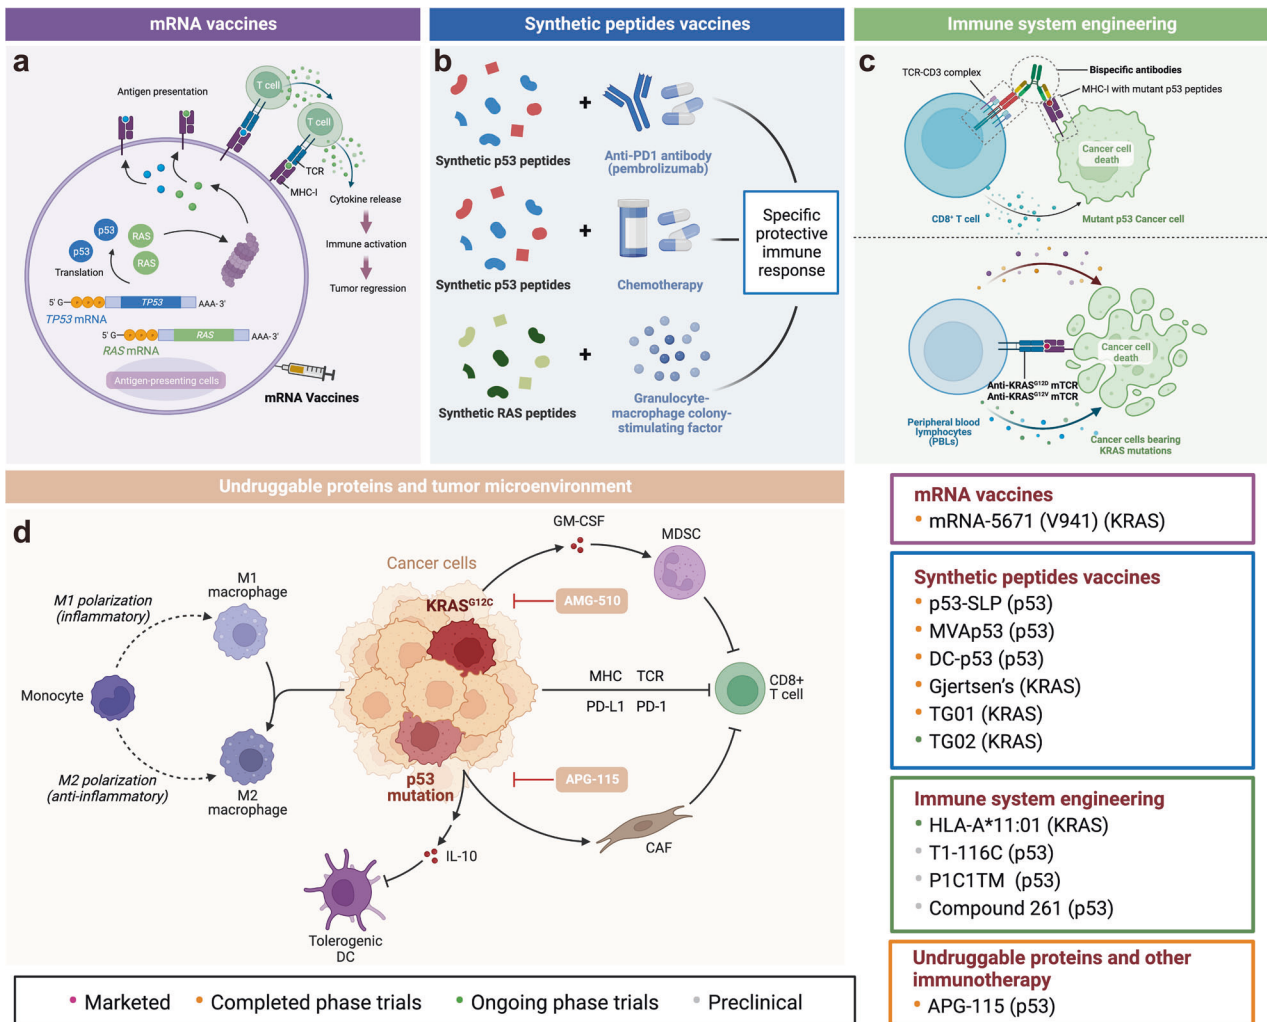 mRNA vaccines
a
Antigen presentation
T cell
T cell
TCR
MHC-I
Cytokine release
Immune activation
Tumor regression
p53
p53
RAS
RAS
Translation
5' G
TP53
AAA-3'
TP53 mRNA
5' G
RAS
AAA-3'
RAS mRNA
Antigen-presenting cells
mRNA Vaccines
Synthetic peptides vaccines
b
Synthetic p53 peptides
+
Anti-PD1 antibody
(pembrolizumab)
Synthetic p53 peptides
+
Chemotherapy
Synthetic RAS peptides
+
Granulocyte-
macrophage colony-
stimulating factor
Specific
protective
immune
response
Immune system engineering
c
TCR-CD3 complex
Bispecific antibodies
MHC-I with mutant p53 peptides
Cancer cell
death
CD8⁺ T cell
Mutant p53 Cancer cell
Cancer cell
death
Anti-KRASᴳ¹²ᴰ mTCR
Anti-KRASᴳ¹²ⱽ mTCR
Peripheral blood
lymphocytes
(PBLs)
Cancer cells bearing
KRAS mutations
Undruggable proteins and tumor microenvironment
d
M1
macrophage
M1 polarization
(inflammatory)
Monocyte
M2 polarization
(anti-inflammatory)
M2
macrophage
Cancer cells
KRASᴳ¹²ᶜ
p53
mutation
GM-CSF
MDSC
AMG-510
MHC TCR
PD-L1 PD-1
CD8+
T cell
APG-115
CAF
IL-10
Tolerogenic
DC
mRNA vaccines
• mRNA-5671 (V941) (KRAS)
Synthetic peptides vaccines
• p53-SLP (p53)
• MVAp53 (p53)
• DC-p53 (p53)
• Gjertsen's (KRAS)
• TG01 (KRAS)
• TG02 (KRAS)
Immune system engineering
• HLA-A*11:01 (KRAS)
• T1-116C (p53)
• P1C1TM (p53)
• Compound 261 (p53)
Undruggable proteins and other
immunotherapy
• APG-115 (p53)
• Marketed • Completed phase trials • Ongoing phase trials • Preclinical